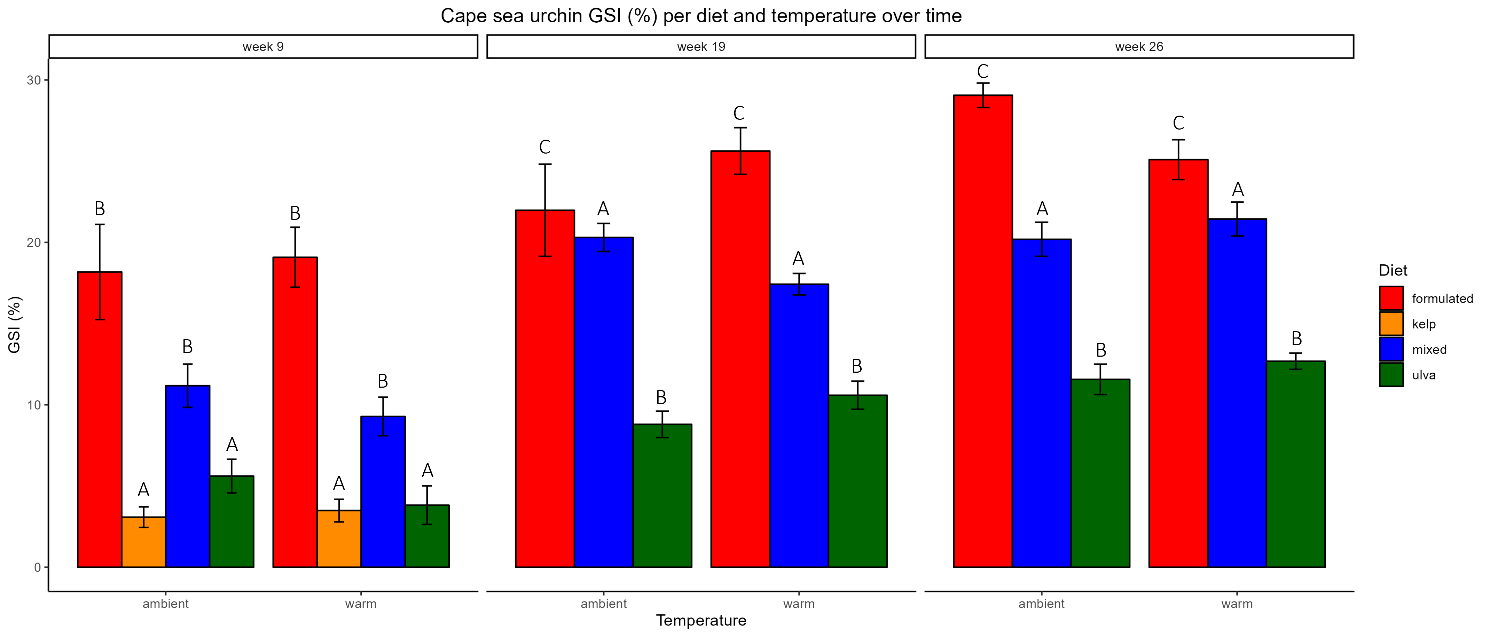 Cape sea urchin GSI (%) per diet and temperature over time
week 9
week 19
week 26
GSI (%)
30
20
10
0
B
A
B
A
B
A
B
A
C
A
B
C
A
B
C
A
B
C
A
B
ambient
warm
ambient
warm
ambient
warm
Temperature
Diet
formulated
kelp
mixed
ulva